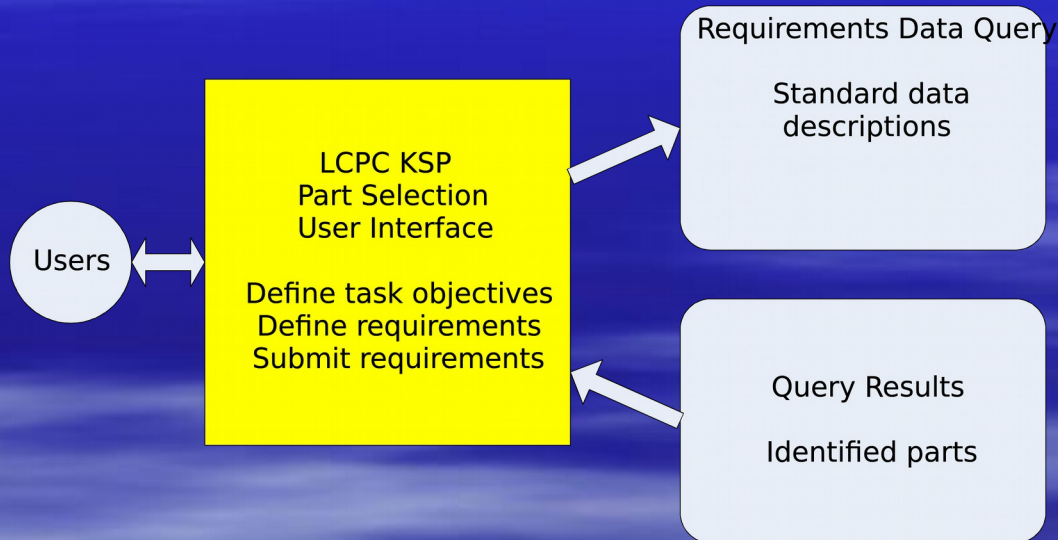 Users
LCPC KSP
Part Selection
User Interface
Define task objectives
Define requirements
Submit requirements
Requirements Data Query
Standard data
descriptions
Query Results
Identified parts